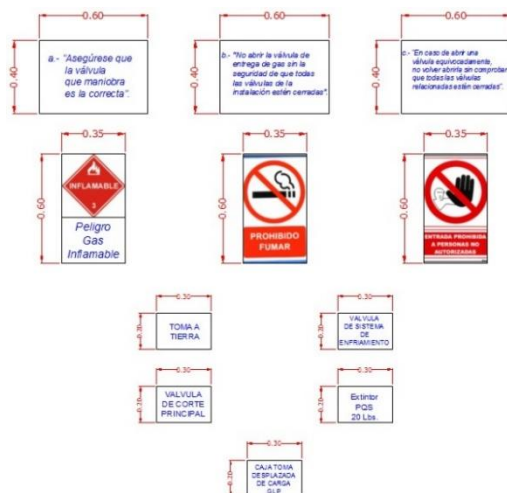 0.60
0.60
0.60
0.40
a.- "Asegúrese que
la válvula
que maniobra
es la correcta".
0.40
b.- "No abrir la válvula de
entrega de gas sin la
seguridad de que todas
las válvulas de la
instalación estén cerradas".
0.40
c.- "En caso de abrir una
válvula equivocadamente,
no volver abrirla sin comprobar
que todas las válvulas
relacionadas estén cerradas".
0.35
0.35
0.35
0.60
INFLAMABLE
3
Peligro
Gas
Inflamable
0.60
PROHIBIDO
FUMAR
0.60
ENTRADA PROHIBIDA
A PERSONAS NO
AUTORIZADAS
0.30
0.30
0.20
TOMA A
TIERRA
0.20
VALVULA
DE SISTEMA
DE
ENFRIAMIENTO
0.30
0.30
0.20
VALVULA
DE CORTE
PRINCIPAL
0.20
Extintor
PQS
20 Lbs.
0.30
0.20
CAJA TOMA
DESPLAZADA
DE CARGA
GLP